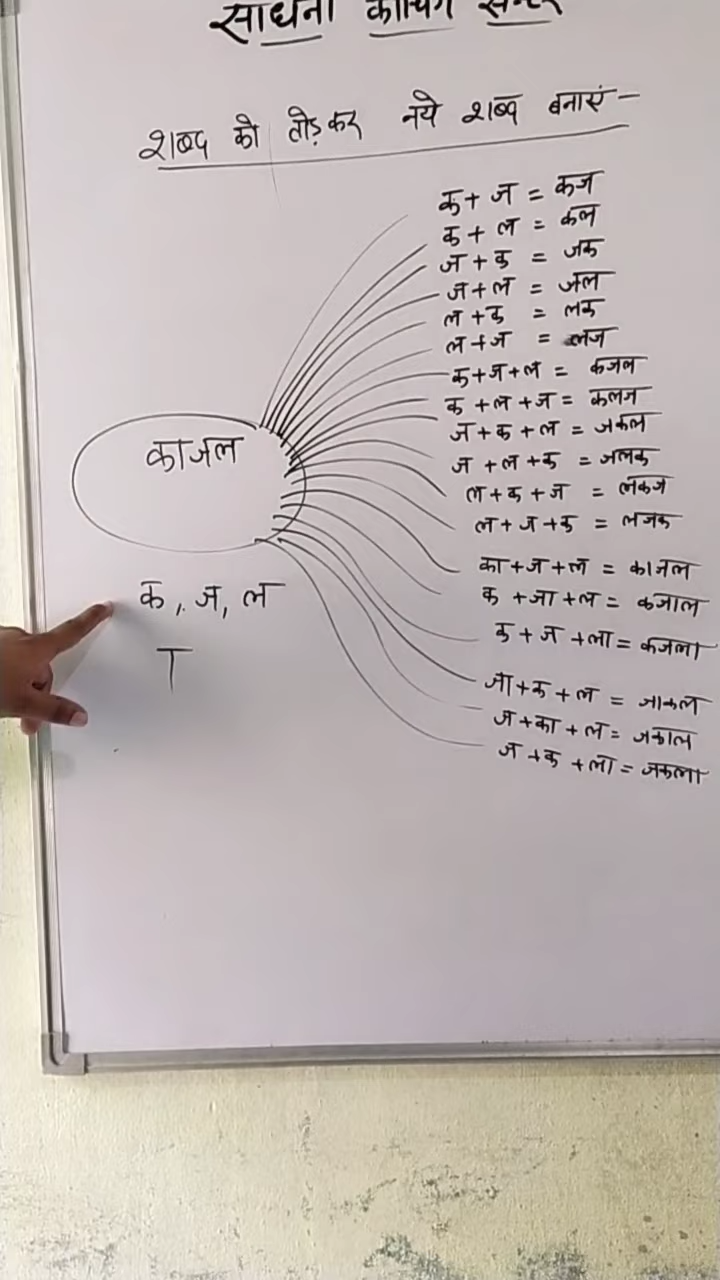 साधना कोचिंग सेन्टर
शब्द को तोड़कर नये शब्द बनाएं-
क + ज = कज
क + ल = कल
ज + क = जक
ज + ल = जल
ल + क = लक
ल + ज = लज
क + ज + ल = कजल
क + ल + ज = कलज
ज + क + ल = जकल
ज + ल + क = जलक
ल + क + ज = लकज
ल + ज + क = लजक
का + ज + ल = काजल
क + जा + ल = कजाल
क + ज + ला = कजला
जा + क + ल = जाकल
ज + का + ल = जकाल
ज + क + ला = जकला
काजल
क, ज, ल
ा